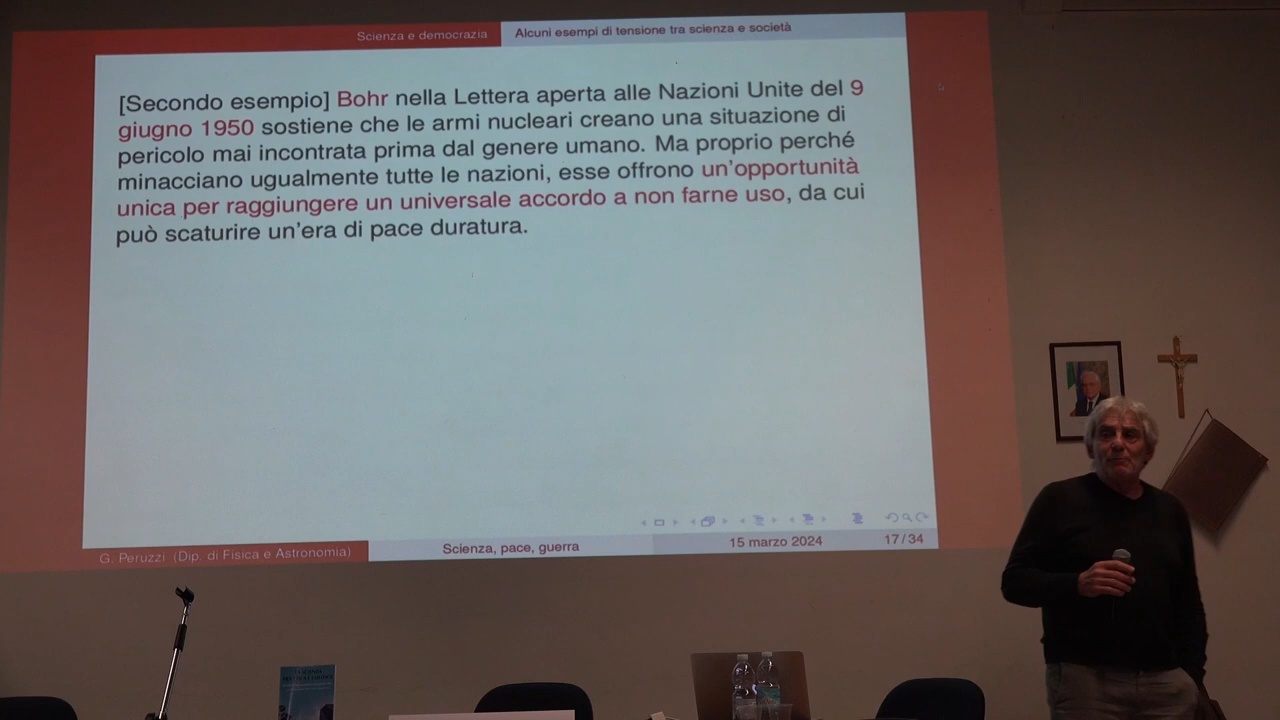 Scienza e democrazia
Alcuni esempi di tensione tra scienza e società
[Secondo esempio] Bohr nella Lettera aperta alle Nazioni Unite del 9
giugno 1950 sostiene che le armi nucleari creano una situazione di
pericolo mai incontrata prima dal genere umano. Ma proprio perché
minacciano ugualmente tutte le nazioni, esse offrono un'opportunità
unica per raggiungere un universale accordo a non farne uso, da cui
può scaturire un'era di pace duratura.
G. Peruzzi (Dip. di Fisica e Astronomia)
Scienza, pace, guerra
15 marzo 2024
17/34